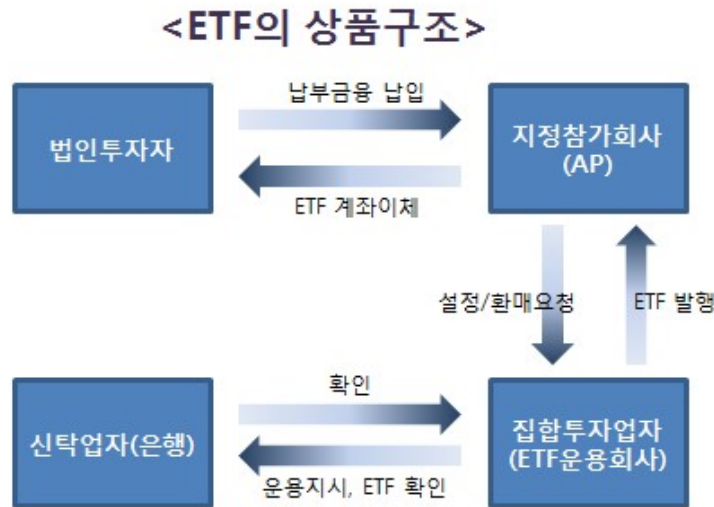 <ETF의 상품구조>
납부금용 납입
법인투자자
지정참가회사
(AP)
ETF 계좌이체
설정/환매요청
ETF 발행
확인
신탁업자(은행)
집합투자업자
(ETF운용회사)
운용지시, ETF 확인